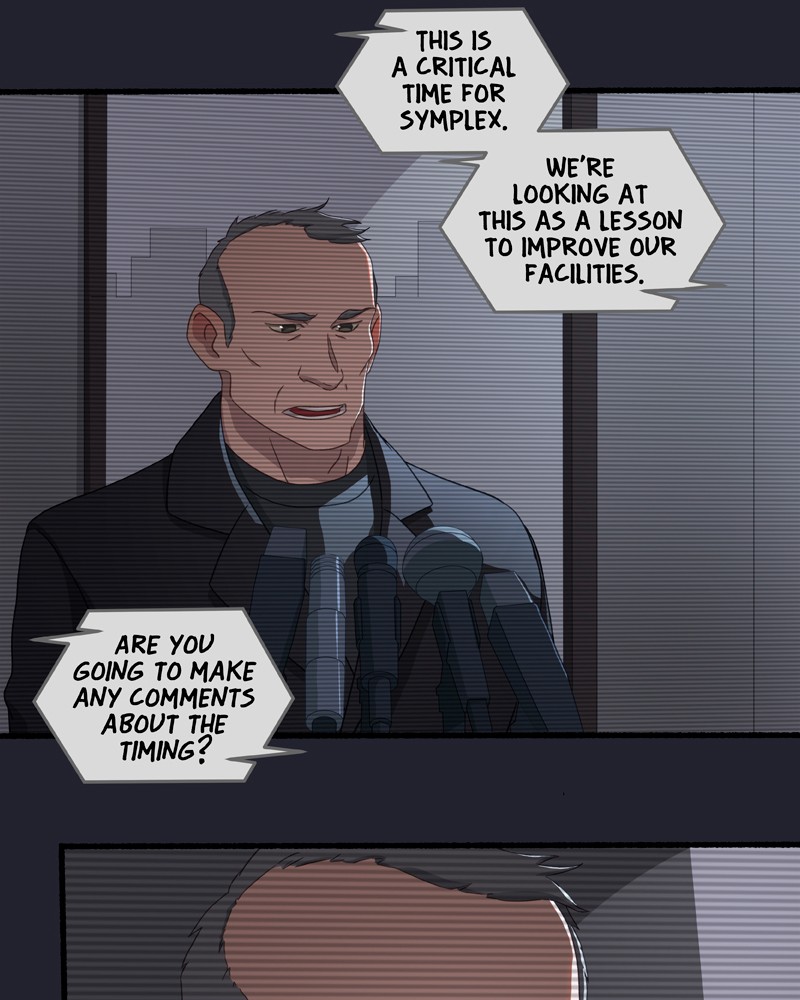 THIS IS
A CRITICAL
TIME FOR
SYMPLEX.
WE'RE
LOOKING AT
THIS AS A LESSON
TO IMPROVE OUR
FACILITIES.
ARE YOU
GOING TO MAKE
ANY COMMENTS
ABOUT THE
TIMING?